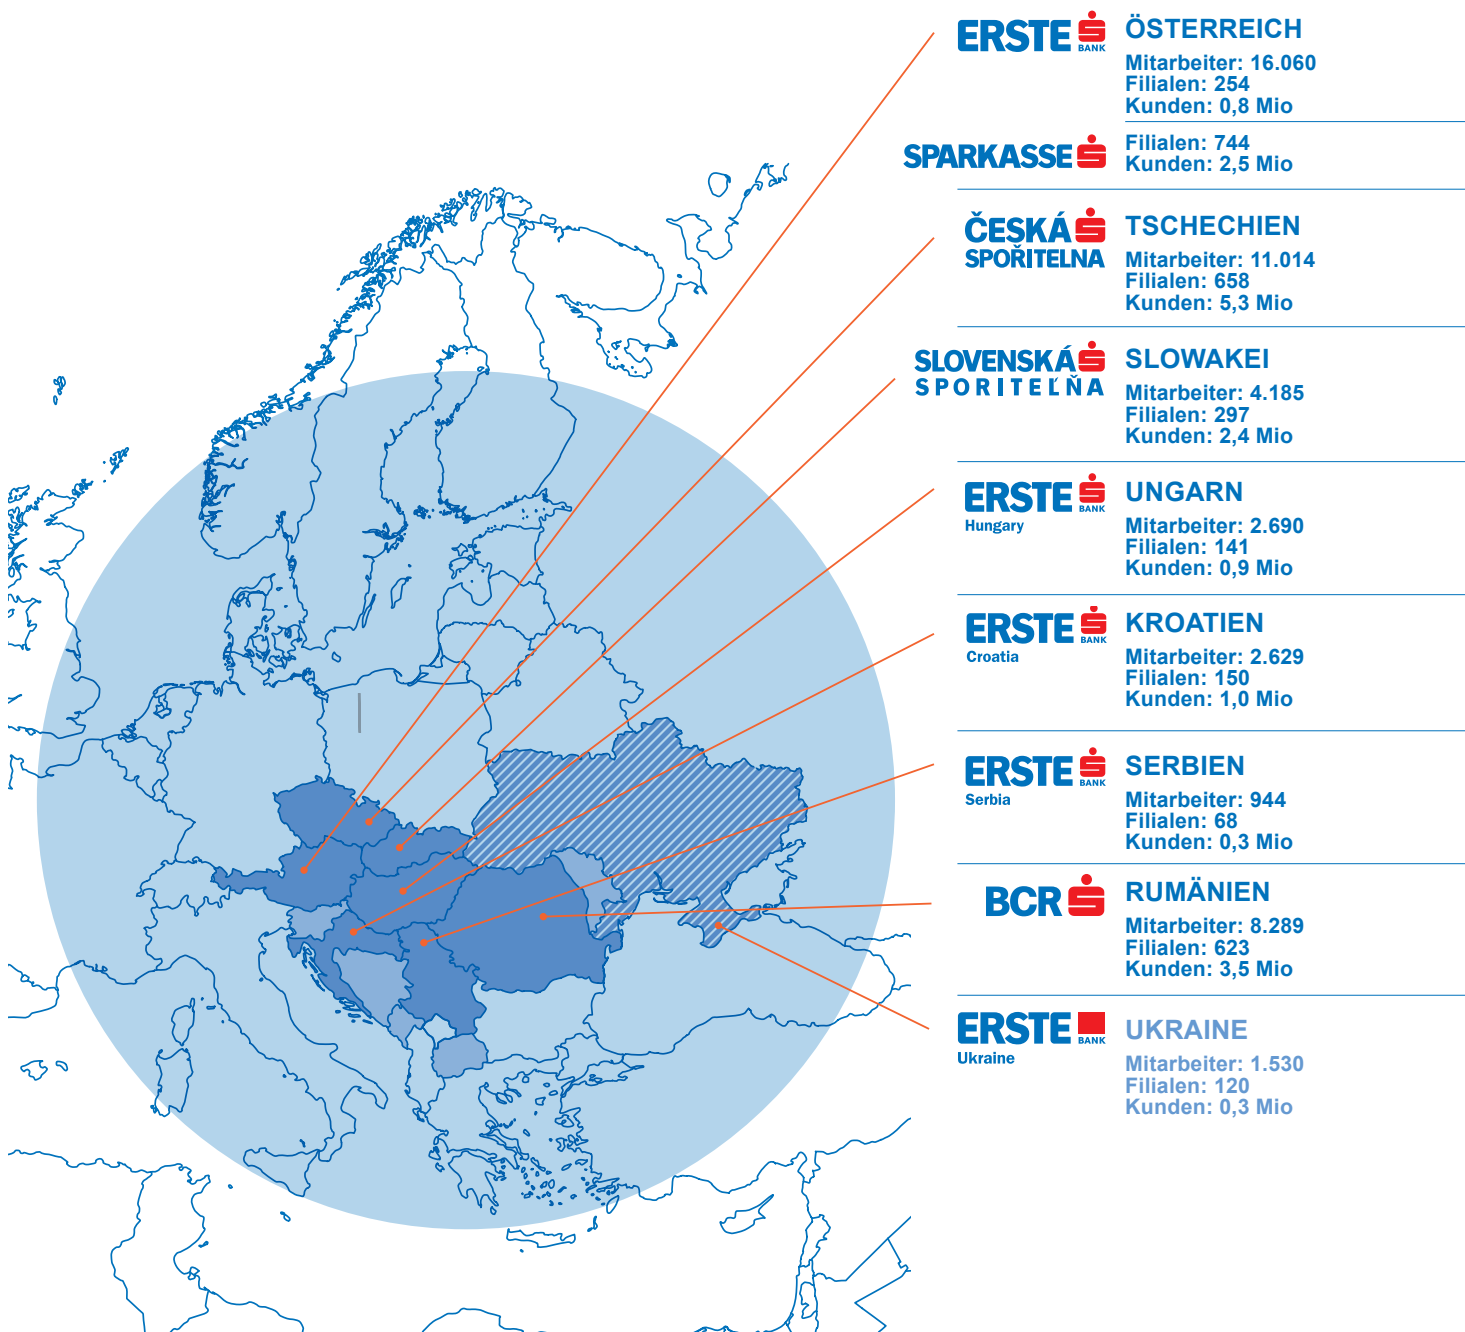 ERSTE BANK
ÖSTERREICH
Mitarbeiter: 16.060
Filialen: 254
Kunden: 0,8 Mio
SPARKASSE
Filialen: 744
Kunden: 2,5 Mio
ČESKÁ
SPOŘITELNA
TSCHECHIEN
Mitarbeiter: 11.014
Filialen: 658
Kunden: 5,3 Mio
SLOVENSKÁ
SPORITEĽŇA
SLOWAKEI
Mitarbeiter: 4.185
Filialen: 297
Kunden: 2,4 Mio
ERSTE BANK
Hungary
UNGARN
Mitarbeiter: 2.690
Filialen: 141
Kunden: 0,9 Mio
ERSTE BANK
Croatia
KROATIEN
Mitarbeiter: 2.629
Filialen: 150
Kunden: 1,0 Mio
ERSTE BANK
Serbia
SERBIEN
Mitarbeiter: 944
Filialen: 68
Kunden: 0,3 Mio
BCR
RUMÄNIEN
Mitarbeiter: 8.289
Filialen: 623
Kunden: 3,5 Mio
ERSTE BANK
Ukraine
UKRAINE
Mitarbeiter: 1.530
Filialen: 120
Kunden: 0,3 Mio